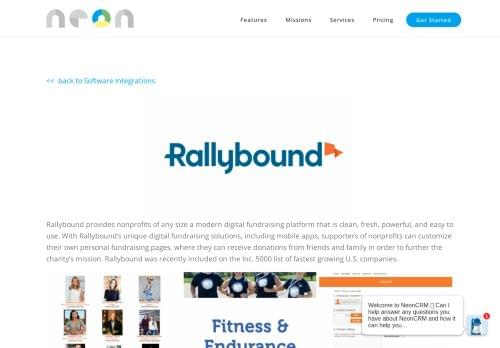 neon
Features Missions Services Pricing Get Started
<< back to Software Integrations
Rallybound
Rallybound provides nonprofits of any size a modern digital fundraising platform that is clean, fresh, powerful, and easy to
use. With Rallybound's unique digital fundraising solutions, including mobile apps, supporters of nonprofits can customize
their own personal fundraising pages, where they can receive donations from friends and family in order to further the
charity's mission. Rallybound was recently included on the Inc. 5000 list of fastest growing U.S. companies.
Fitness &
Endurance
Welcome to NeonCRM ▯ Can I
help answer any questions you
have about NeonCRM and how it
can help you...
1